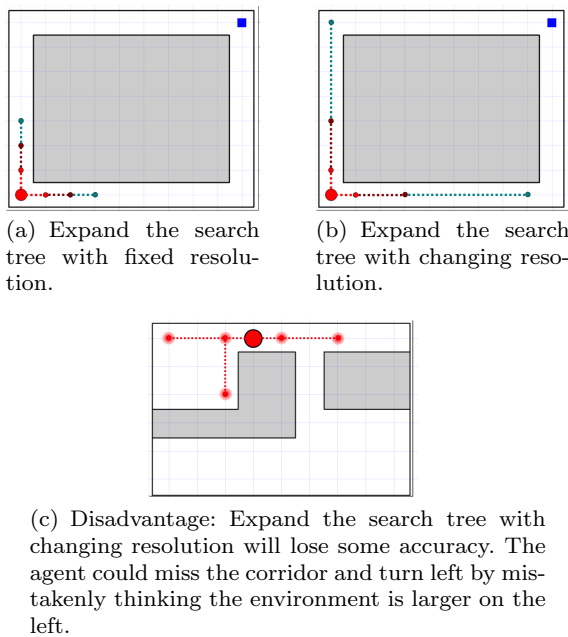 (a) Expand the search
tree with fixed resolu-
tion.
(b) Expand the search
tree with changing reso-
lution.
(c) Disadvantage: Expand the search tree with
changing resolution will lose some accuracy. The
agent could miss the corridor and turn left by mis-
takenly thinking the environment is larger on the
left.